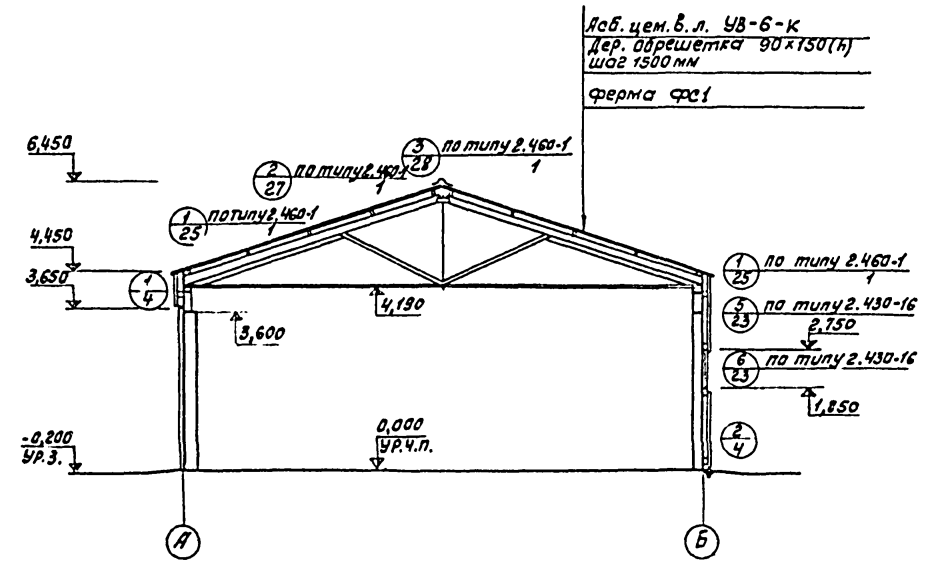 Асб. цем. в. л. УВ-6-К
Дер. обрешетка 90×150(h)
шаг 1500 мм
ферма ФС1
6,450
3
28
по типу 2.460-1
1
2
27
по типу 2.460-1
1
1
25
по типу 2.460-1
1
4,450
3,650
1
4
4,190
3,600
1
25
по типу 2.460-1
1
5
23
по типу 2.430-16
2,750
6
23
по типу 2.430-16
1,850
2
4
-0,200
УР.З.
0,000
УР.Ч.П.
А
Б